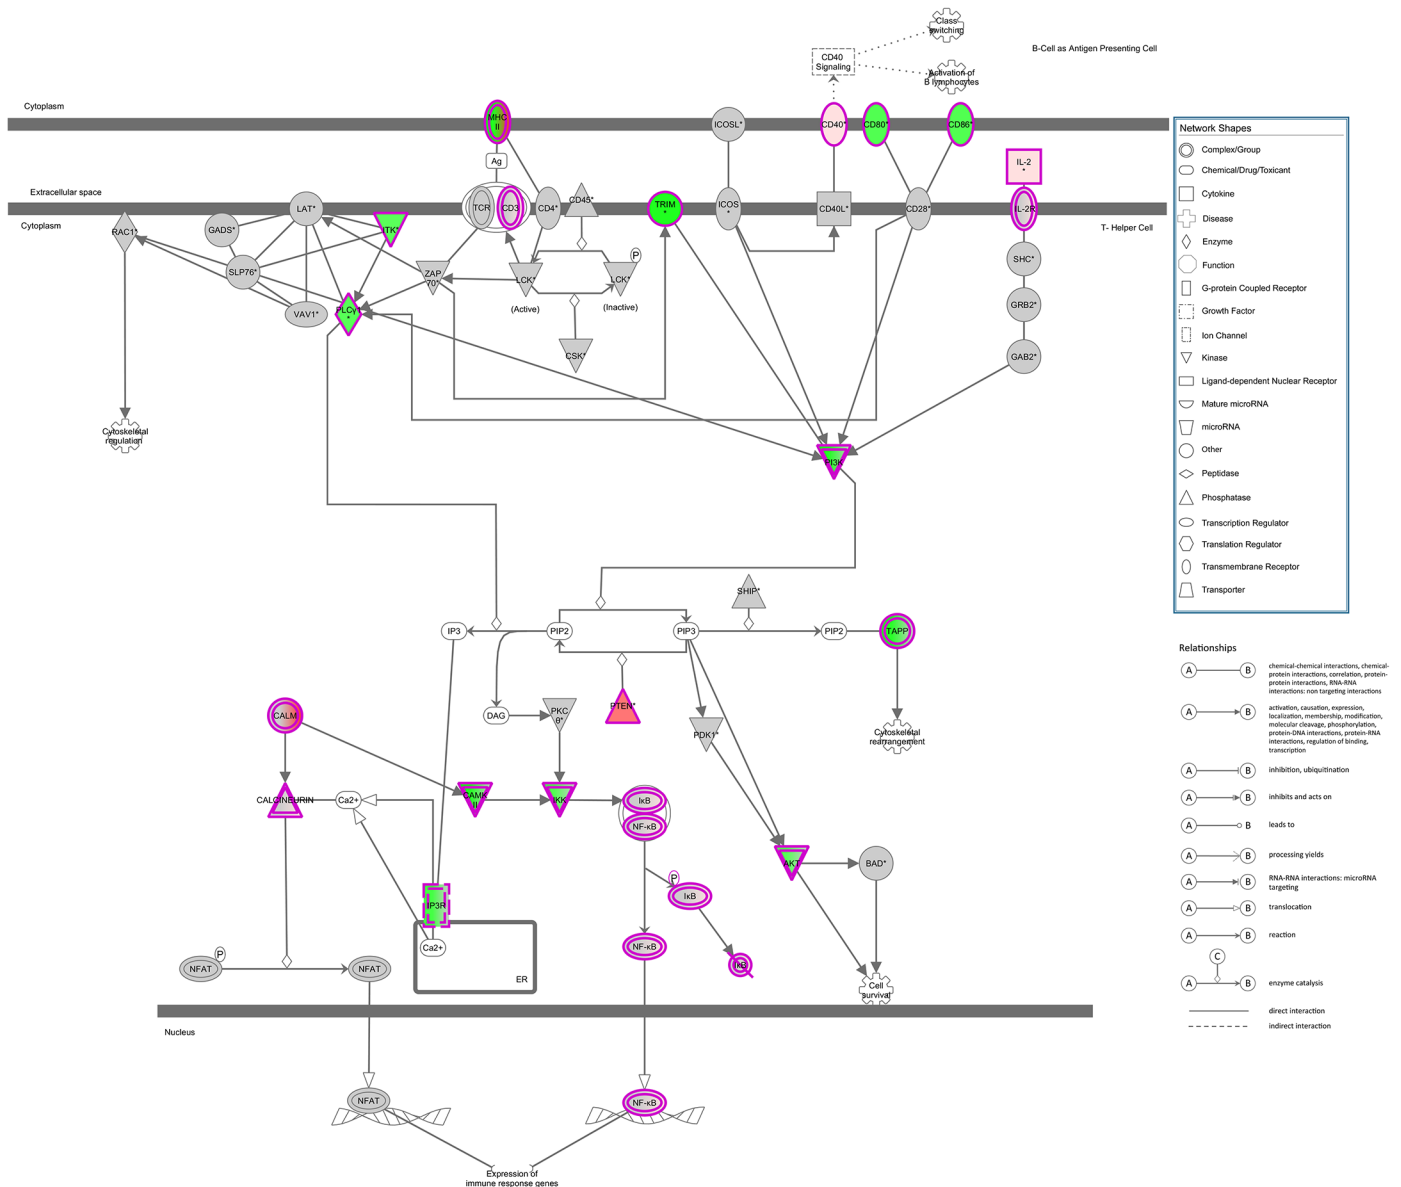 Class
switching
B-Cell as Antigen Presenting Cell
CD40
Signaling
Activation of
B lymphocytes
Cytoplasm
MHC
II
ICOSL*
CD40*
CD80*
CD86*
Ag
IL-2
*
Extracellular space
Cytoplasm
T- Helper Cell
RAC1*
GADS*
LAT*
ITK*
TCR
CD3
CD4*
CD45*
TRIM
*
ICOS
*
CD40L*
CD28*
IL-2R
SLP76*
ZAP
70*
LCK*
LCK*
P
SHC*
(Active)
(Inactive)
VAV1*
PLCγ*
*
GRB2*
CSK*
GAB2*
Cytoskeletal
regulation
PI3K
SHIP*
IP3
PIP2
PIP3
PIP2
TAPP
CALM
DAG
PKC
θ*
PTEN*
PDK1*
Cytoskeletal
rearrangement
CALCINEURIN
Ca2+
CAMK
II
IKK
IκB
NF-κB
AKT
BAD*
P
IκB
IP3R
Ca2+
ER
NF-κB
IκB
P
NFAT
NFAT
Cell
survival
Nucleus
NFAT
NF-κB
Expression of
immune response genes
Network Shapes
Complex/Group
Chemical/Drug/Toxicant
Cytokine
Disease
Enzyme
Function
G-protein Coupled Receptor
Growth Factor
Ion Channel
Kinase
Ligand-dependent Nuclear Receptor
Mature microRNA
microRNA
Other
Peptidase
Phosphatase
Transcription Regulator
Translation Regulator
Transmembrane Receptor
Transporter
Relationships
A B chemical-chemical interactions, chemical-
protein interactions, correlation, protein-
protein interactions, RNA-RNA
interactions: non targeting interactions
A B activation, causation, expression,
localization, membership, modification,
molecular cleavage, phosphorylation,
protein-DNA interactions, protein-RNA
interactions, regulation of binding,
transcription
A B inhibition, ubiquitination
A B inhibits and acts on
A B leads to
A B processing yields
A B RNA-RNA interactions: microRNA
targeting
A B translocation
A B reaction
C
A B enzyme catalysis
direct interaction
indirect interaction